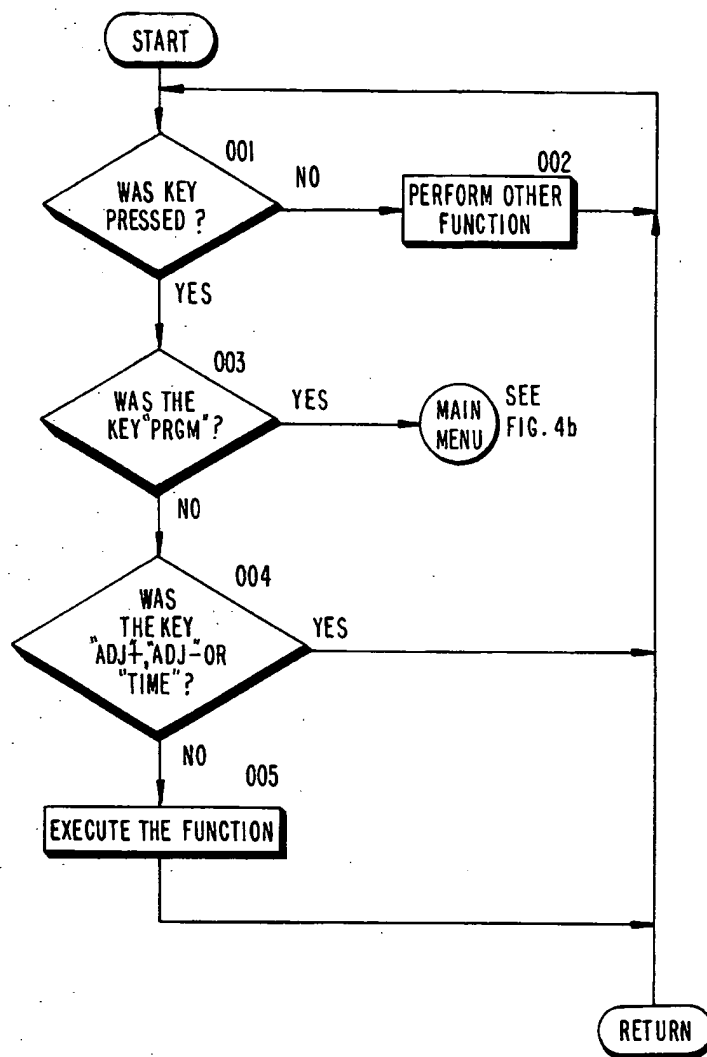 START
001
WAS KEY
PRESSED ?
NO
002
PERFORM OTHER
FUNCTION
YES
003
WAS THE
KEY "PRGM" ?
YES
MAIN
MENU
SEE
FIG. 4b
NO
004
WAS
THE KEY
"ADJ+," "ADJ-" OR
"TIME" ?
YES
NO
005
EXECUTE THE FUNCTION
RETURN